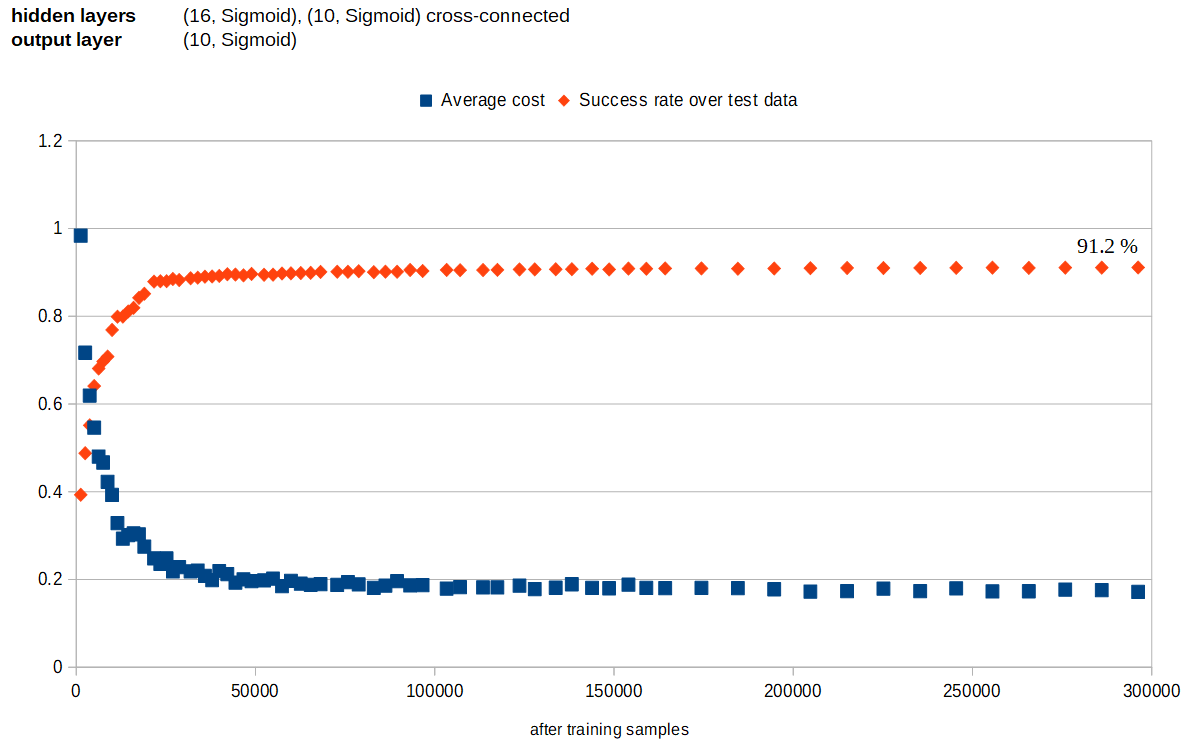 hidden layers (16, Sigmoid), (10, Sigmoid) cross-connected
output layer (10, Sigmoid)
Average cost Success rate over test data
1.2
1
91.2 %
0.8
0.6
0.4
0.2
0
0 50000 100000 150000 200000 250000 300000
after training samples